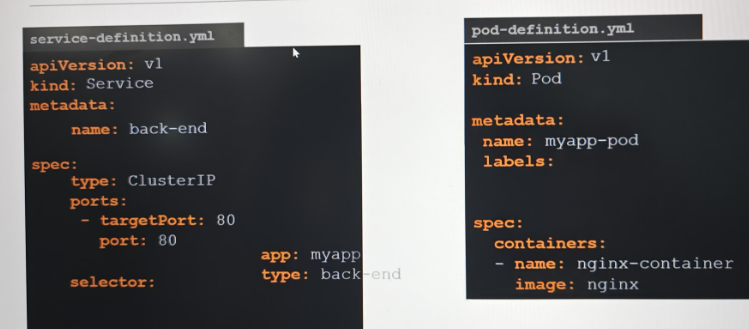 service-definition.yml
apiVersion: v1
kind: Service
metadata:
name: back-end
spec:
type: ClusterIP
ports:
- targetPort: 80
port: 80
app: myapp
type: back-end
selector:
pod-definition.yml
apiVersion: v1
kind: Pod
metadata:
name: myapp-pod
labels:
spec:
containers:
- name: nginx-container
image: nginx